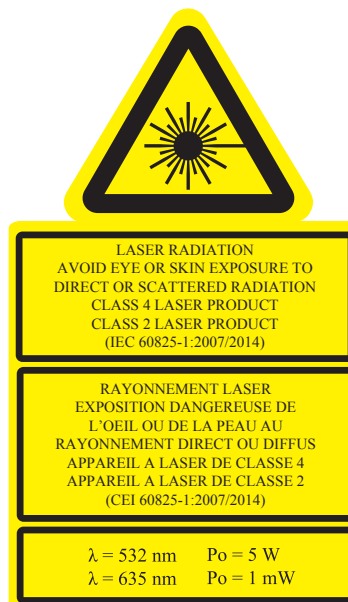 LASER RADIATION
AVOID EYE OR SKIN EXPOSURE TO
DIRECT OR SCATTERED RADIATION
CLASS 4 LASER PRODUCT
CLASS 2 LASER PRODUCT
(IEC 60825-1:2007/2014)
RAYONNEMENT LASER
EXPOSITION DANGEREUSE DE
L'OEIL OU DE LA PEAU AU
RAYONNEMENT DIRECT OU DIFFUS
APPAREIL A LASER DE CLASSE 4
APPAREIL A LASER DE CLASSE 2
(CEI 60825-1:2007/2014)
λ = 532 nm Po = 5 W
λ = 635 nm Po = 1 mW